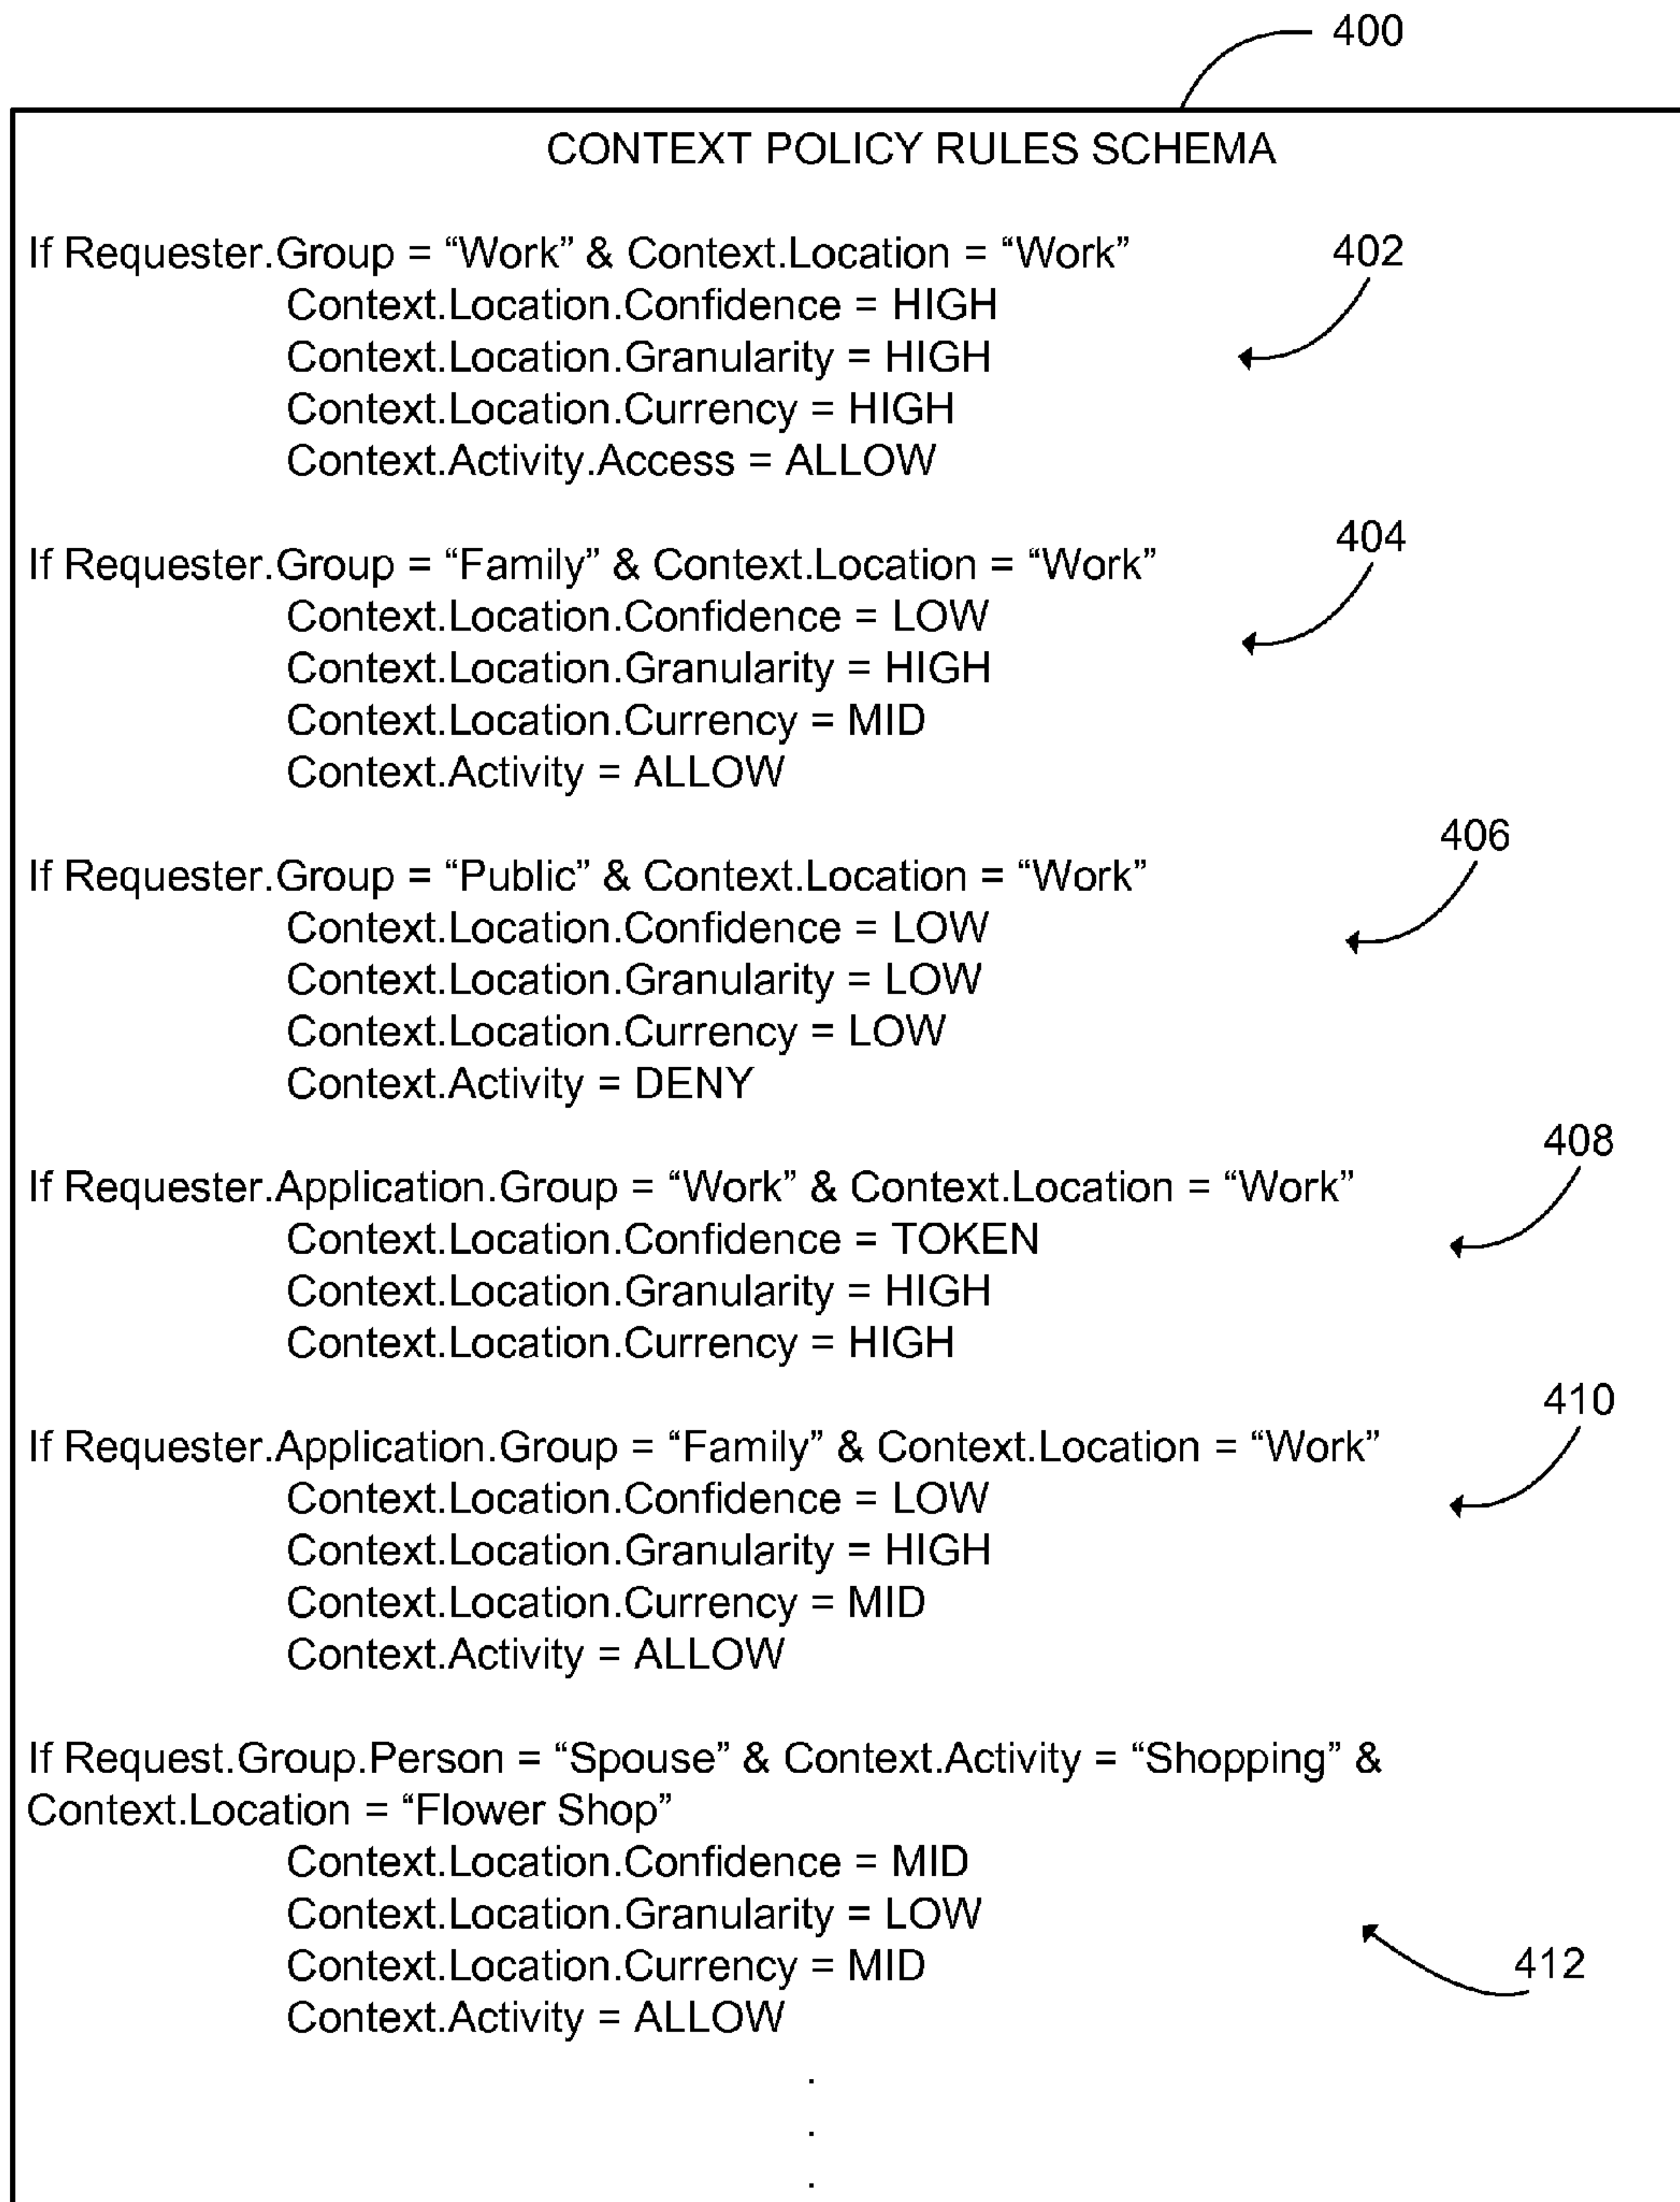 400
CONTEXT POLICY RULES SCHEMA
If Requester.Group = “Work” & Context.Location = “Work”
402
Context.Location.Confidence = HIGH
Context.Location.Granularity = HIGH
Context.Location.Currency = HIGH
Context.Activity.Access = ALLOW
404
If Requester.Group = “Family” & Context.Location = “Work”
Context.Location.Confidence = LOW
Context.Location.Granularity = HIGH
Context.Location.Currency = MID
Context.Activity = ALLOW
406
If Requester.Group = “Public” & Context.Location = “Work”
Context.Location.Confidence = LOW
Context.Location.Granularity = LOW
Context.Location.Currency = LOW
Context.Activity = DENY
408
If Requester.Application.Group = “Work” & Context.Location = “Work”
Context.Location.Confidence = TOKEN
Context.Location.Granularity = HIGH
Context.Location.Currency = HIGH
410
If Requester.Application.Group = “Family” & Context.Location = “Work”
Context.Location.Confidence = LOW
Context.Location.Granularity = HIGH
Context.Location.Currency = MID
Context.Activity = ALLOW
If Request.Group.Person = “Spouse” & Context.Activity = “Shopping” &
Context.Location = “Flower Shop”
Context.Location.Confidence = MID
Context.Location.Granularity = LOW
Context.Location.Currency = MID
412
Context.Activity = ALLOW
.
.
.